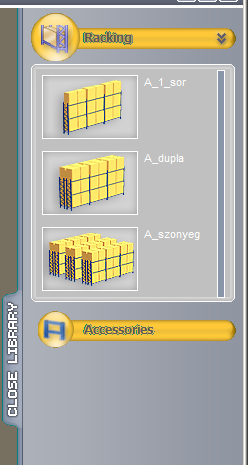 Racking
A_1_sor
A_dupla
A_szonyeg
Accessories
CLOSE LIBRARY